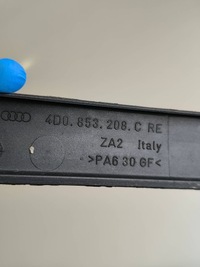 4D0.853.208.C RE
ZA2 Italy
>PA6 30 GF<